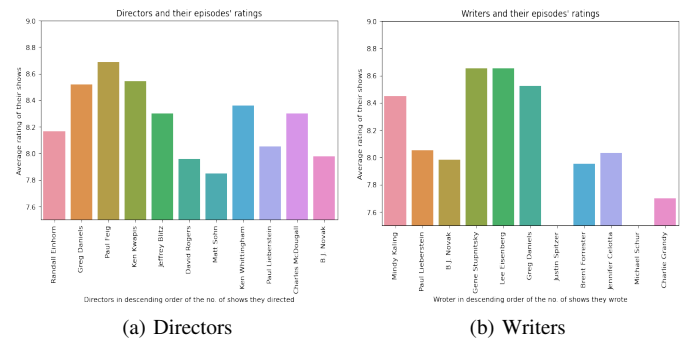 Directors and their episodes' ratings
Average rating of their shows
9.0
8.8
8.6
8.4
8.2
8.0
7.8
7.6
Randall Einhorn
Greg Daniels
Paul Feig
Ken Kwapis
Jeffrey Blitz
David Rogers
Matt Sohn
Ken Whittingham
Paul Lieberstein
Charles McDougall
B.J. Novak
Directors in descending order of the no. of shows they directed
(a) Directors
Writers and their episodes' ratings
Average rating of their shows
9.0
8.8
8.6
8.4
8.2
8.0
7.8
7.6
Mindy Kaling
Paul Lieberstein
B.J. Novak
Gene Stupnitsky
Lee Eisenberg
Greg Daniels
Justin Spitzer
Brent Forrester
Jennifer Celotta
Michael Schur
Charlie Grandy
Wroter in descending order of the no. of shows they wrote
(b) Writers